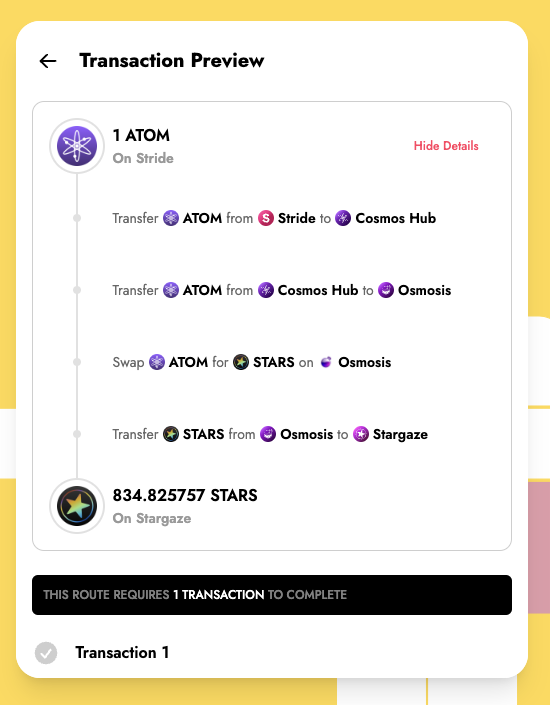 Transaction Preview
1 ATOM
On Stride
Hide Details
Transfer ATOM from S Stride to Cosmos Hub
Transfer ATOM from Cosmos Hub to Osmosis
Swap ATOM for STARS on Osmosis
Transfer STARS from Osmosis to Stargaze
834.825757 STARS
On Stargaze
THIS ROUTE REQUIRES 1 TRANSACTION TO COMPLETE
Transaction 1